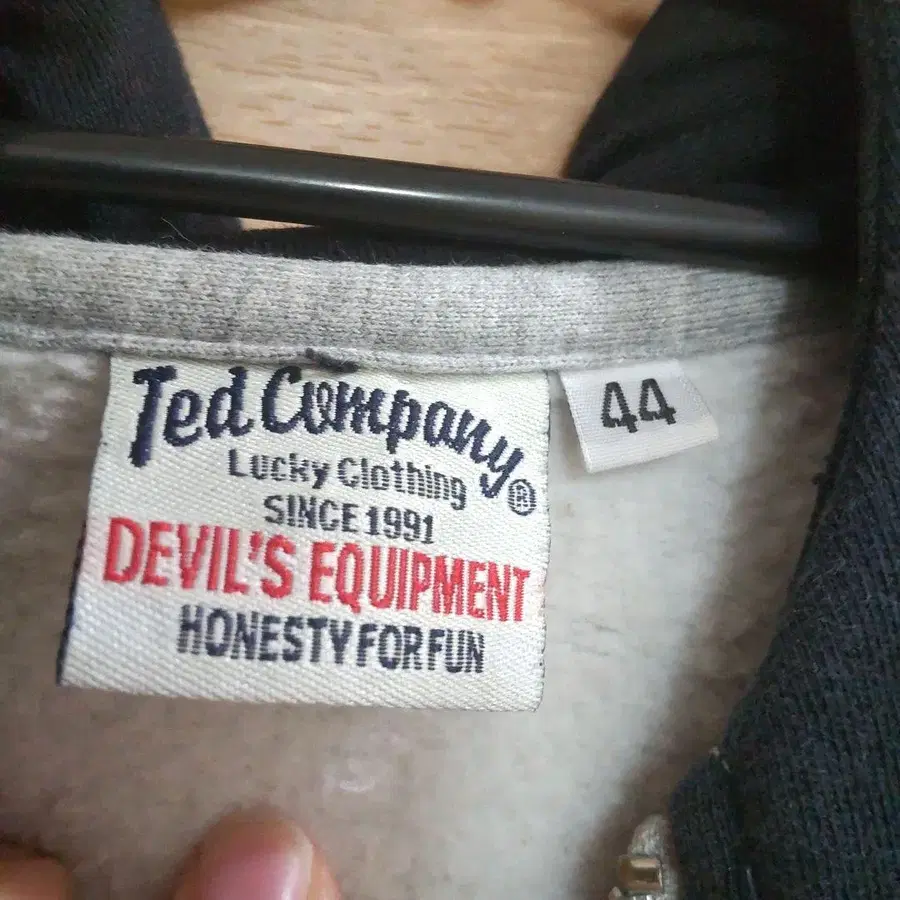 Ted Company
Lucky Clothing ®
SINCE 1991
DEVIL'S EQUIPMENT
HONESTY FOR FUN
44